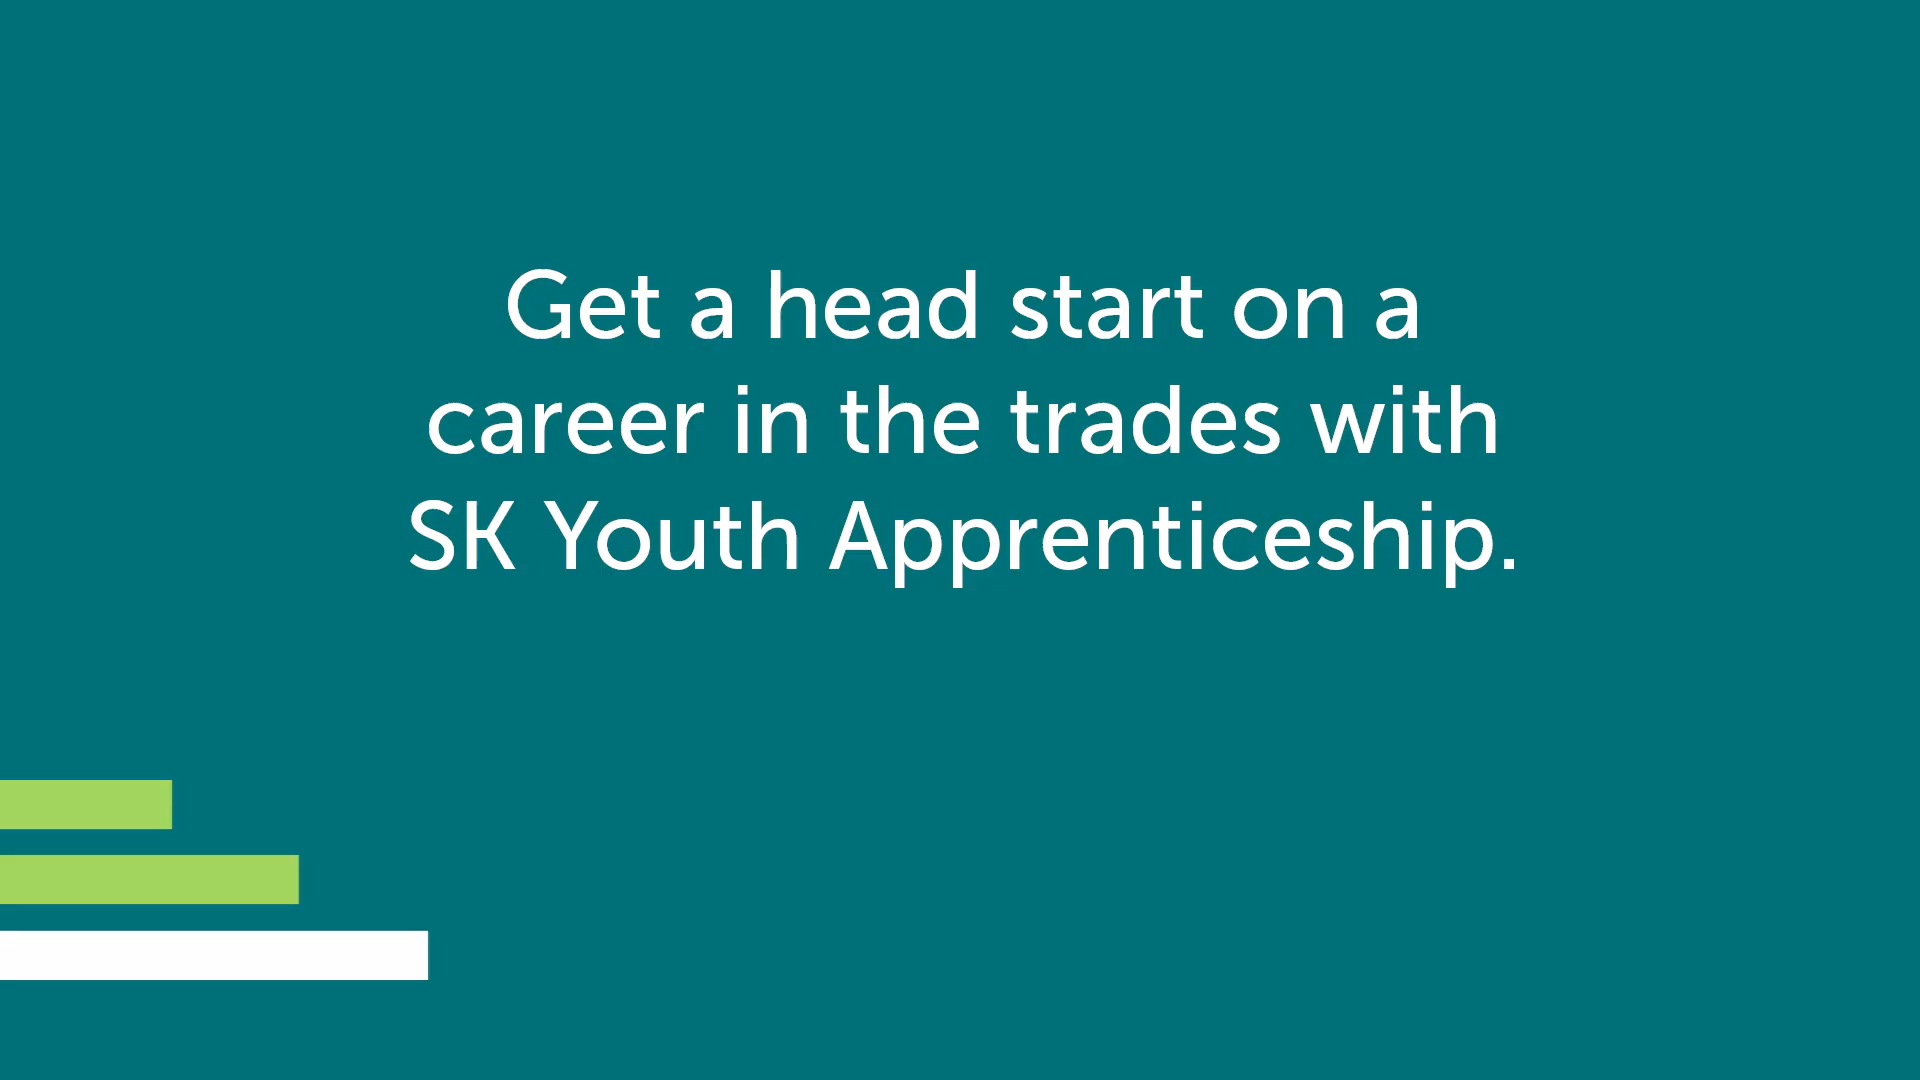 Get a head start on a
career in the trades with
SK Youth Apprenticeship.